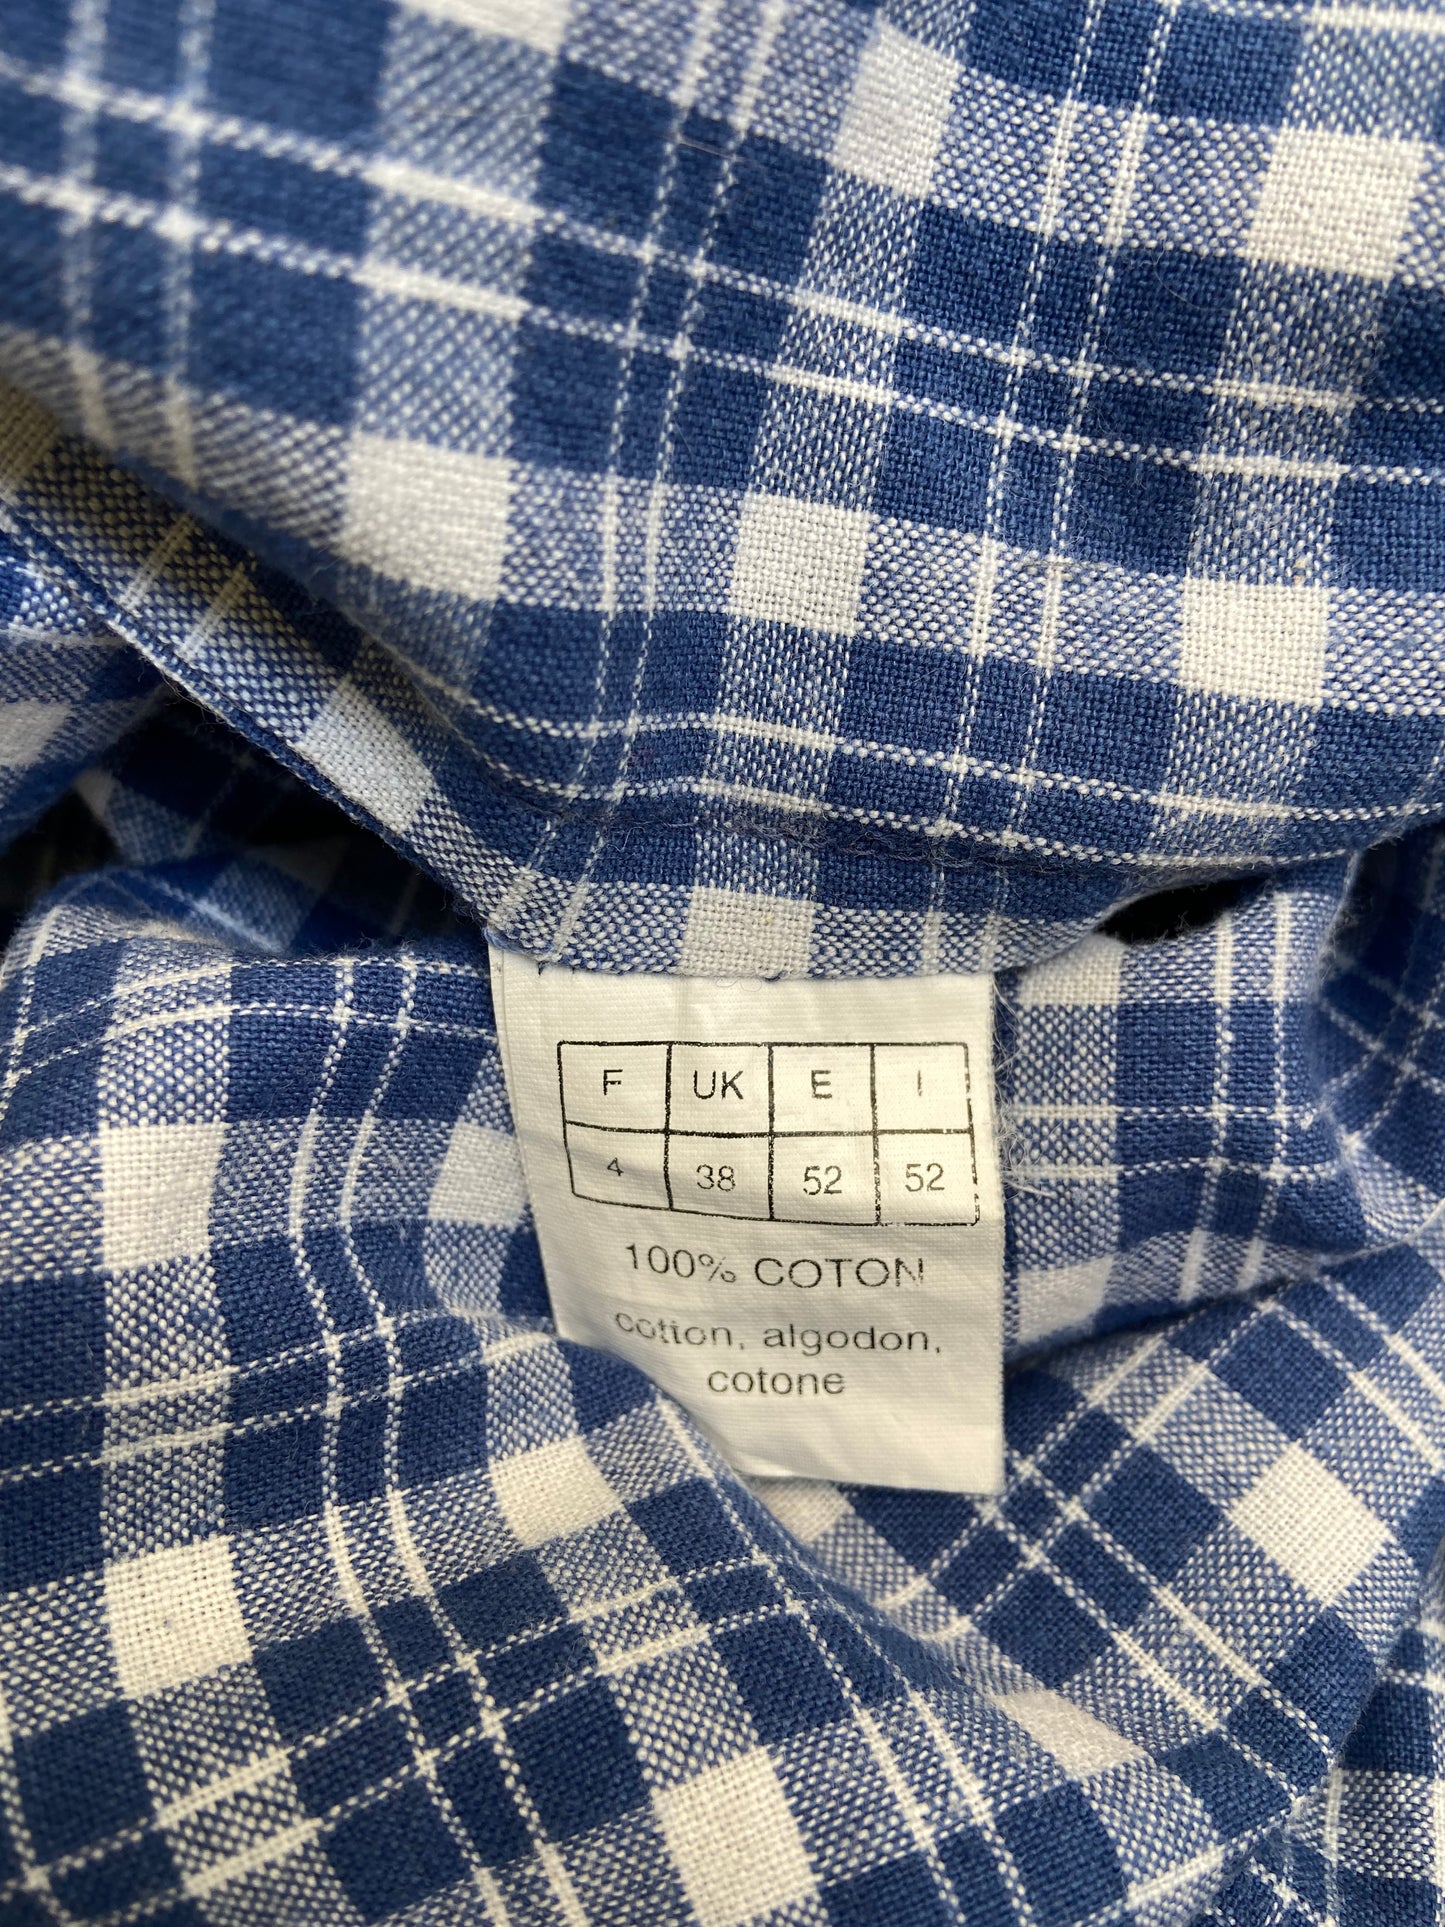 F UK E I
4 38 52 52
100% COTON
cotton, algodon,
cotone